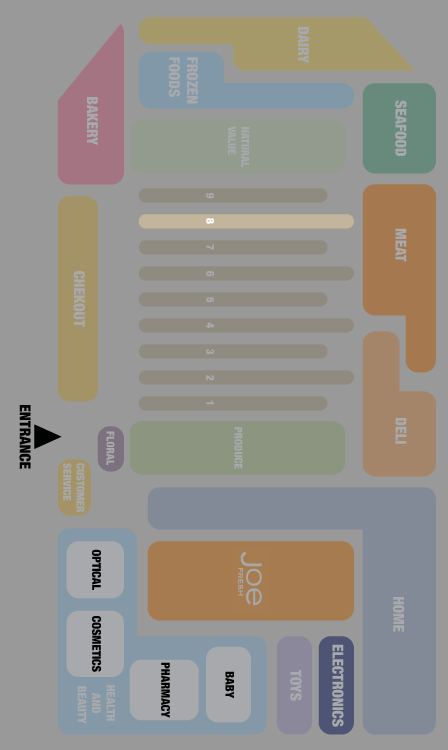 DAIRY
FROZEN
FOODS
BAKERY
NATURAL
VALUE
SEAFOOD
MEAT
9
8
7
6
5
4
3
2
1
CHEKOUT
DELI
ENTRANCE
FLORAL
PRODUCE
CUSTOMER
SERVICE
HOME
JOE
FRESH
OPTICAL
COSMETICS
HEALTH
AND
BEAUTY
PHARMACY
BABY
TOYS
ELECTRONICS